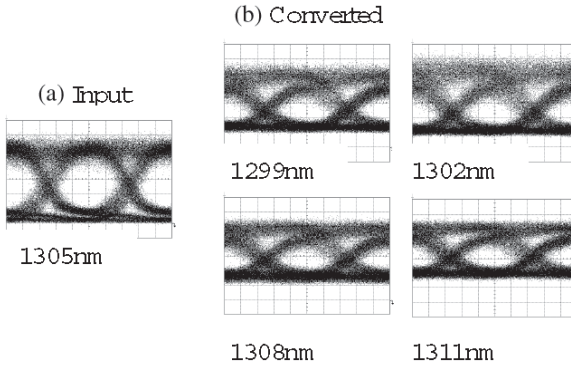 (b) Converted
(a) Input
1299nm
1302nm
1305nm
1308nm
1311nm